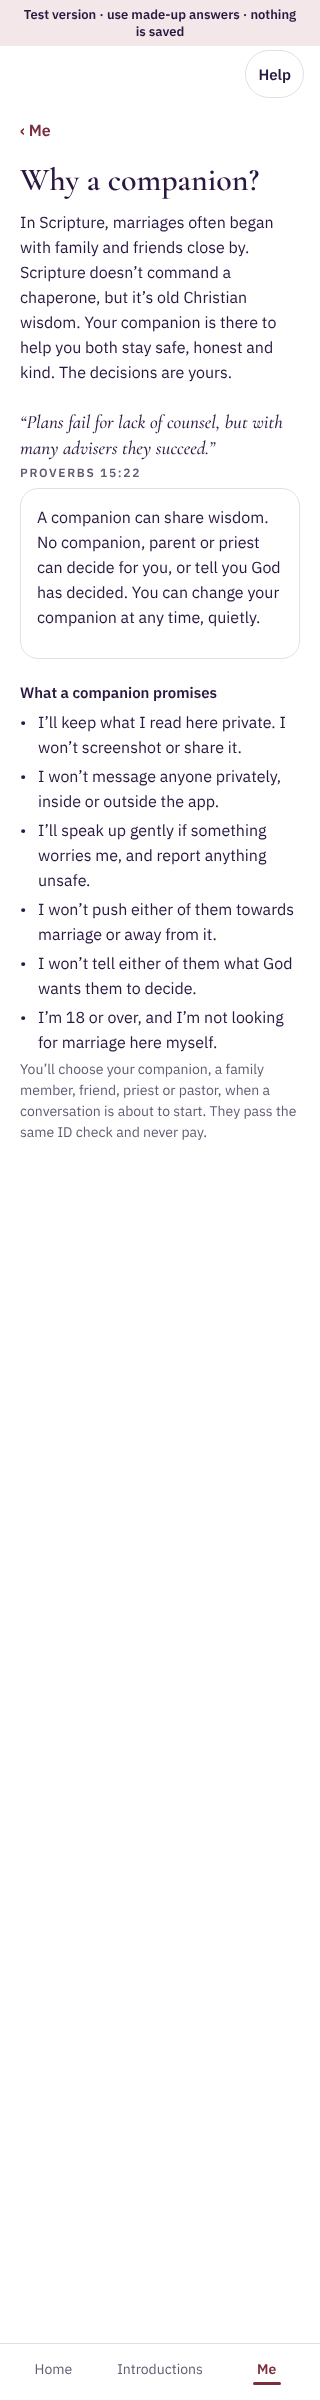 Test version · use made-up answers · nothing
is saved
Help
‹ Me
Why a companion?
In Scripture, marriages often began
with family and friends close by.
Scripture doesn’t command a
chaperone, but it’s old Christian
wisdom. Your companion is there to
help you both stay safe, honest and
kind. The decisions are yours.
“Plans fail for lack of counsel, but with
many advisers they succeed.”
PROVERBS 15:22
A companion can share wisdom.
No companion, parent or priest
can decide for you, or tell you God
has decided. You can change your
companion at any time, quietly.
What a companion promises
• I’ll keep what I read here private. I
won’t screenshot or share it.
• I won’t message anyone privately,
inside or outside the app.
• I’ll speak up gently if something
worries me, and report anything
unsafe.
• I won’t push either of them towards
marriage or away from it.
• I won’t tell either of them what God
wants them to decide.
• I’m 18 or over, and I’m not looking
for marriage here myself.
You’ll choose your companion, a family
member, friend, priest or pastor, when a
conversation is about to start. They pass the
same ID check and never pay.
Home Introductions Me